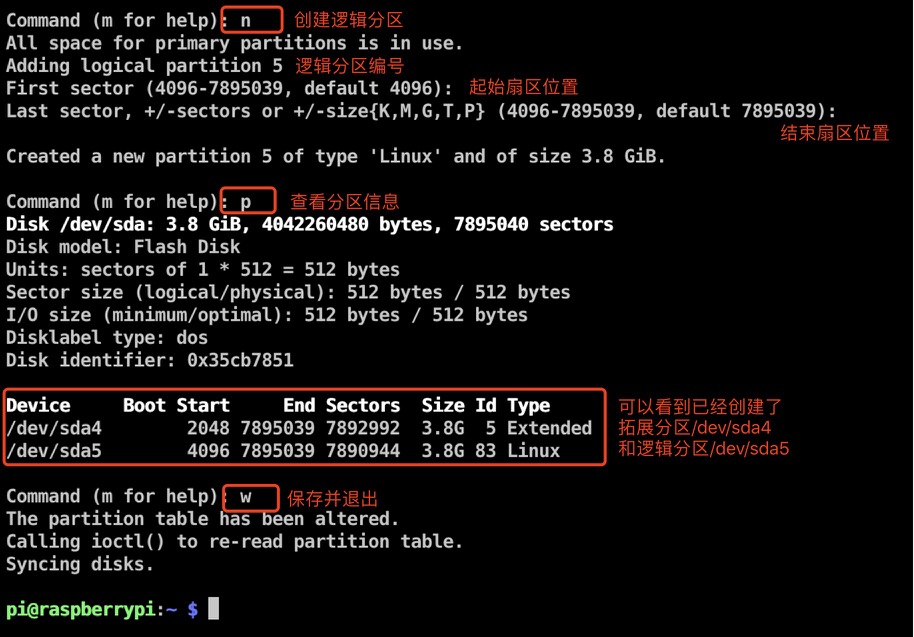 Command (m for help): n 创建逻辑分区
All space for primary partitions is in use.
Adding logical partition 5 逻辑分区编号
First sector (4096-7895039, default 4096): 起始扇区位置
Last sector, +/-sectors or +/-size{K,M,G,T,P} (4096-7895039, default 7895039):
结束扇区位置
Created a new partition 5 of type 'Linux' and of size 3.8 GiB.
Command (m for help): p 查看分区信息
Disk /dev/sda: 3.8 GiB, 4042260480 bytes, 7895040 sectors
Disk model: Flash Disk
Units: sectors of 1 * 512 = 512 bytes
Sector size (logical/physical): 512 bytes / 512 bytes
I/O size (minimum/optimal): 512 bytes / 512 bytes
Disklabel type: dos
Disk identifier: 0x35cb7851
Device Boot Start End Sectors Size Id Type 可以看到已经创建了
/dev/sda4 2048 7895039 7892992 3.8G 5 Extended 拓展分区/dev/sda4
/dev/sda5 4096 7895039 7890944 3.8G 83 Linux 和逻辑分区/dev/sda5
Command (m for help): w 保存并退出
The partition table has been altered.
Calling ioctl() to re-read partition table.
Syncing disks.
pi@raspberrypi:~ $